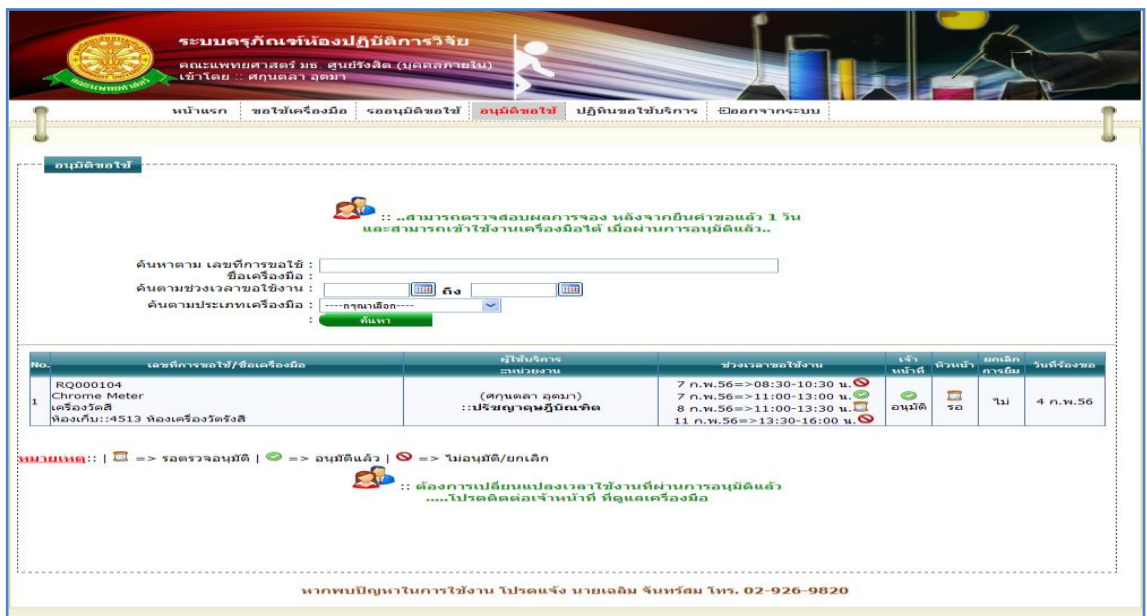 ระบบครุภัณฑ์ห้องปฏิบัติการวิจัย
คณะแพทยศาสตร์ มธ. ศูนย์รังสิต (บุคคลภายใน)
เข้าโดย :: ศกุนตลา อุตมา
คณะแพทยศาสตร์
หน้าแรก ขอใช้เครื่องมือ รออนุมัติขอใช้ อนุมัติขอใช้ ปฏิทินขอใช้บริการ ออกจากระบบ
อนุมัติขอใช้
:: ..สามารถตรวจสอบผลการจอง หลังจากยื่นคำขอแล้ว 1 วัน
และสามารถเข้าใช้งานเครื่องมือได้ เมื่อผ่านการอนุมัติแล้ว..
ค้นหาตาม เลขที่การขอใช้ :
ชื่อเครื่องมือ :
ค้นตามช่วงเวลาขอใช้งาน : ถึง
ค้นตามประเภทเครื่องมือ : ----กรุณาเลือก----
: ค้นหา
No. เลขที่การขอใช้/ชื่อเครื่องมือ ผู้ใช้บริการ ::หน่วยงาน ช่วงเวลาขอใช้งาน เจ้าหน้าที่ หัวหน้า ยกเลิกการยืม วันที่ร้องขอ
RQ000104 7 ก.พ.56=>08:30-10:30 น.
Chrome Meter (ศกุนตลา อุตมา) 7 ก.พ.56=>11:00-13:00 น.
1 เครื่องวัดสี ::ปรัชญาดุษฎีบัณฑิต 8 ก.พ.56=>11:00-13:30 น. อนุมัติ รอ ไม่ 4 ก.พ.56
ห้องเก็บ::4513 ห้องเครื่องวัดรังสี 11 ก.พ.56=>13:30-16:00 น.
หมายเหตุ:: | => รอตรวจอนุมัติ | => อนุมัติแล้ว | => ไม่อนุมัติ/ยกเลิก
:: ต้องการเปลี่ยนแปลงเวลาใช้งานที่ผ่านการอนุมัติแล้ว
.....โปรดติดต่อเจ้าหน้าที่ ที่ดูแลเครื่องมือ
หากพบปัญหาในการใช้งาน โปรดแจ้ง นายเฉลิม จันทร์สม โทร. 02-926-9820